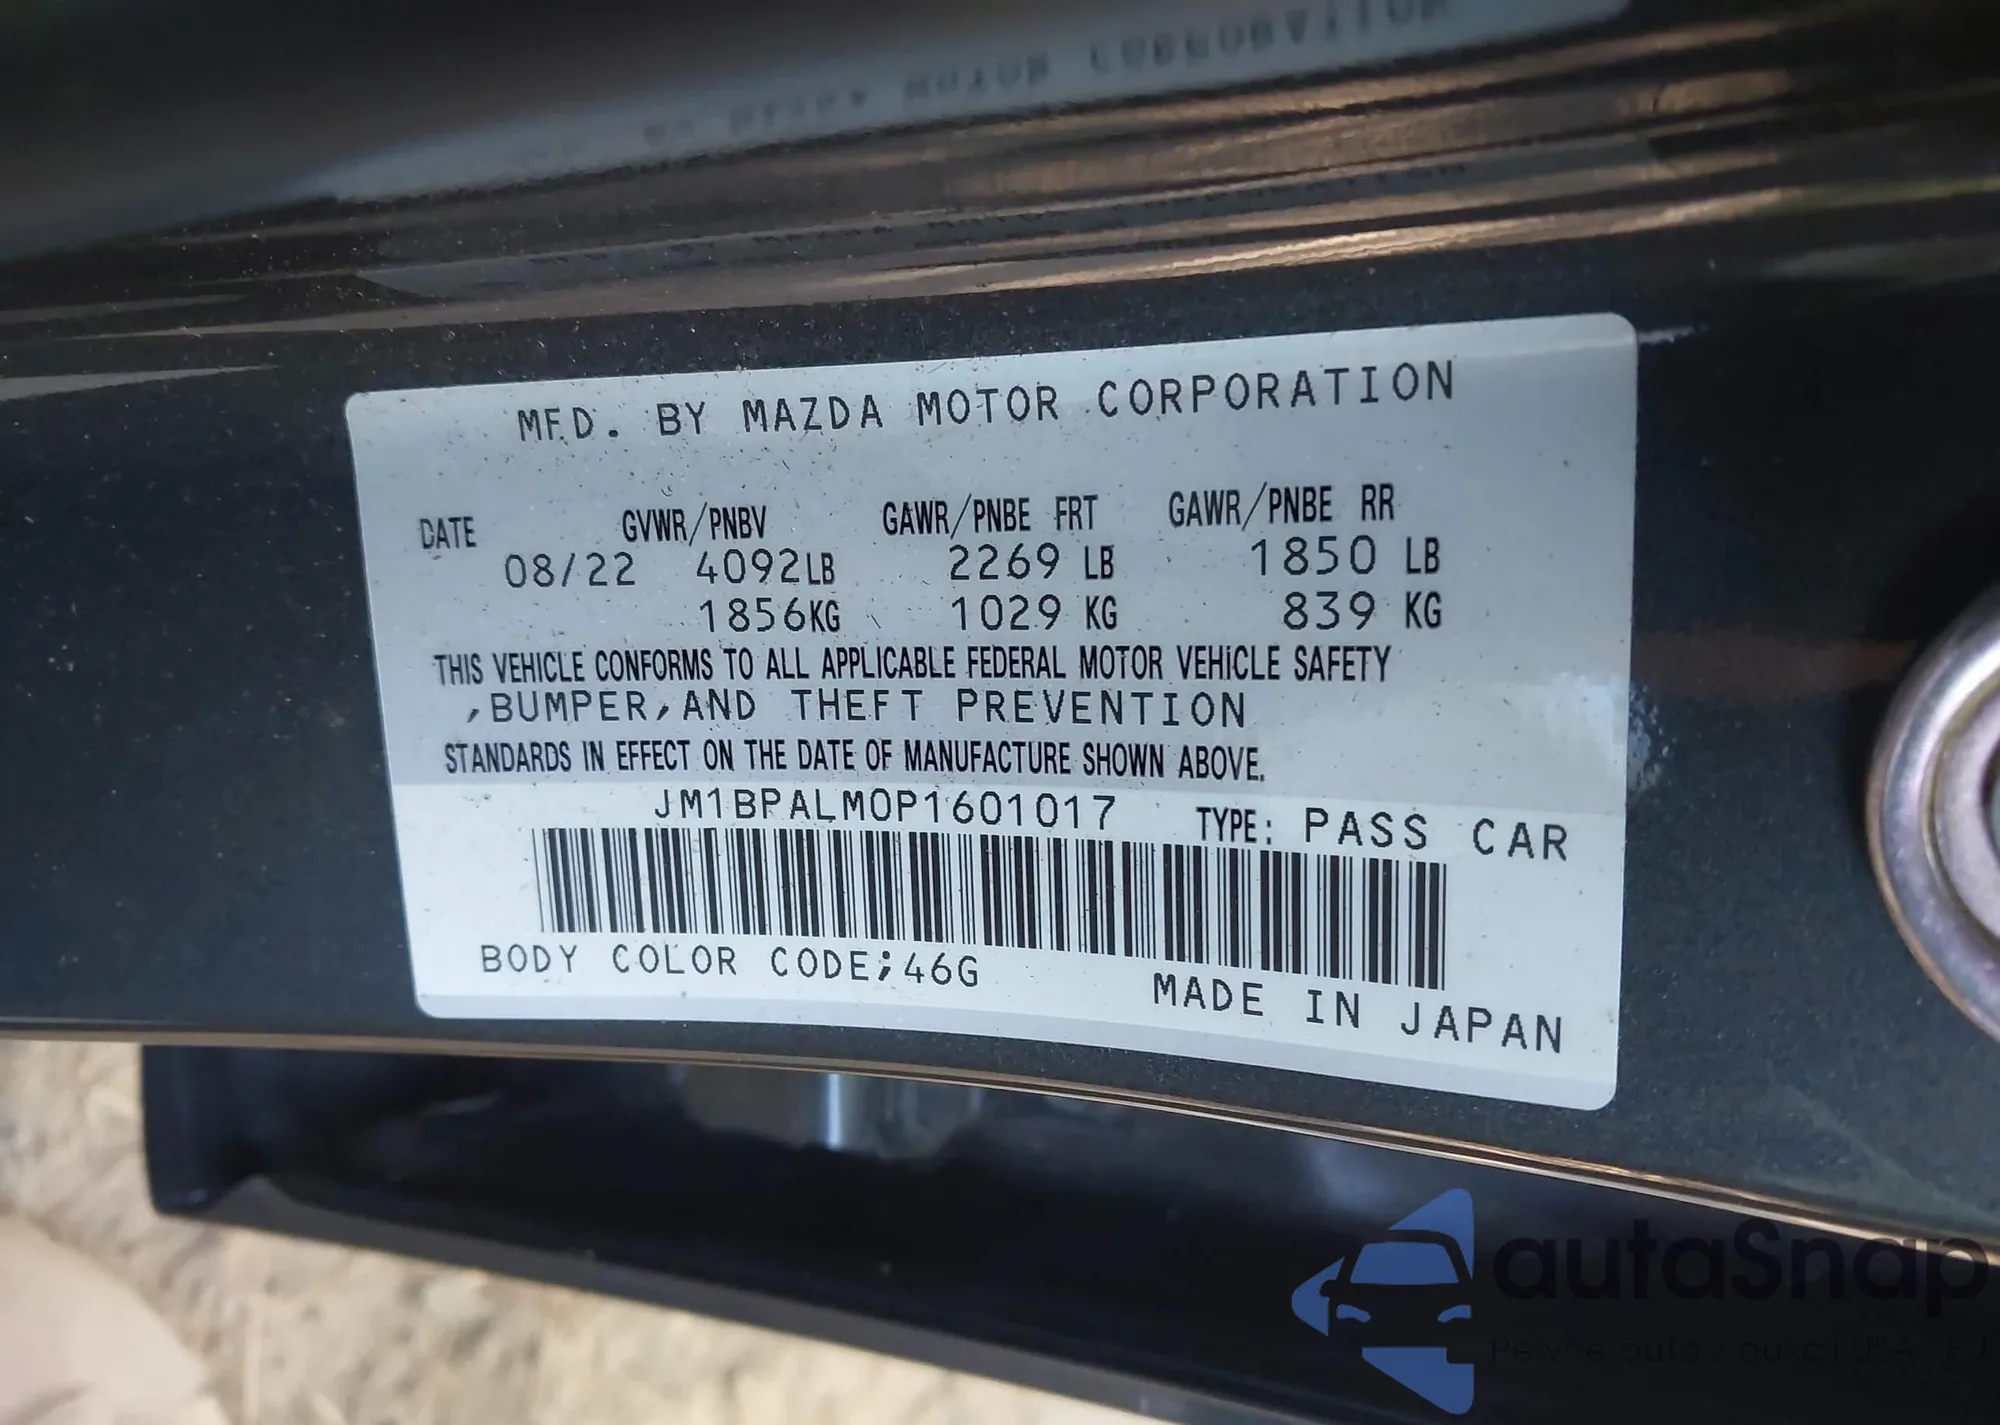 MFD. BY MAZDA MOTOR CORPORATION
DATE GVWR/PNBV GAWR/PNBE FRT GAWR/PNBE RR
08/22 4092LB 2269 LB 1850 LB
1856KG 1029 KG 839 KG
THIS VEHICLE CONFORMS TO ALL APPLICABLE FEDERAL MOTOR VEHICLE SAFETY
,BUMPER,AND THEFT PREVENTION
STANDARDS IN EFFECT ON THE DATE OF MANUFACTURE SHOWN ABOVE.
JM1BPALM0P1601017 TYPE: PASS CAR
BODY COLOR CODE;46G
MADE IN JAPAN
autaSnap
Pewne auta z